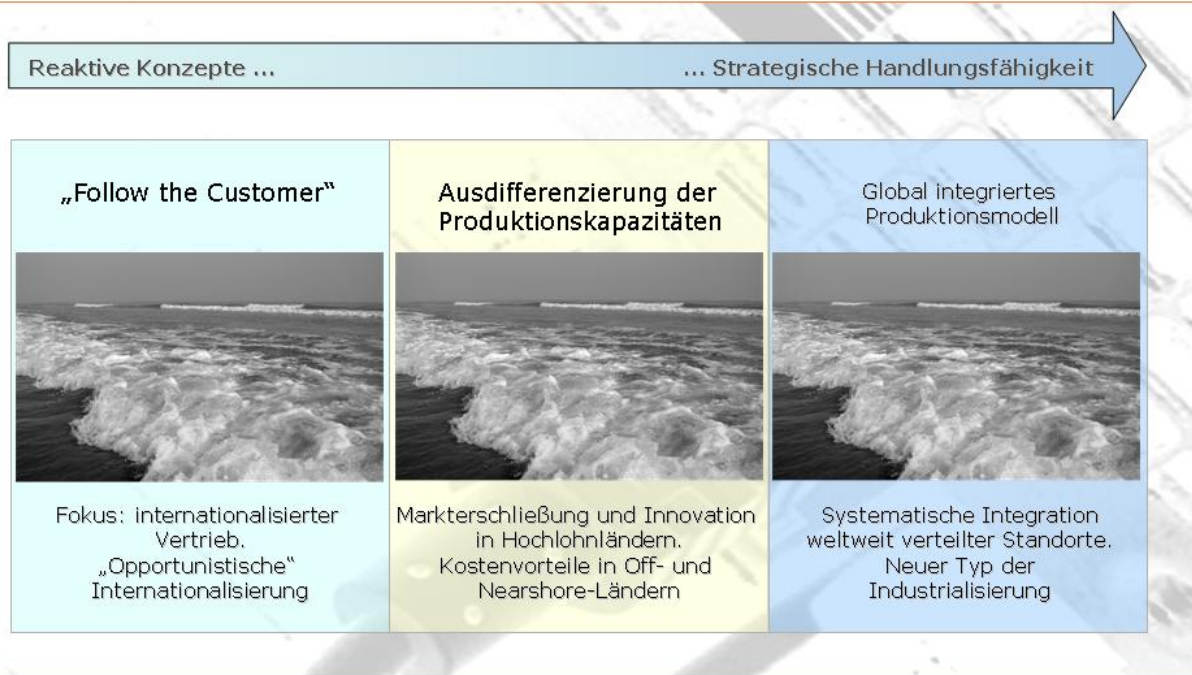 Reaktive Konzepte ...
... Strategische Handlungsfähigkeit
„Follow the Customer“
Ausdifferenzierung der
Produktionskapazitäten
Global integriertes
Produktionsmodell
Fokus: internationalisierter
Vertrieb.
„Opportunistische“
Internationalisierung
Markterschließung und Innovation
in Hochlohnländern.
Kostenvorteile in Off- und
Nearshore-Ländern
Systematische Integration
weltweit verteilter Standorte.
Neuer Typ der
Industrialisierung